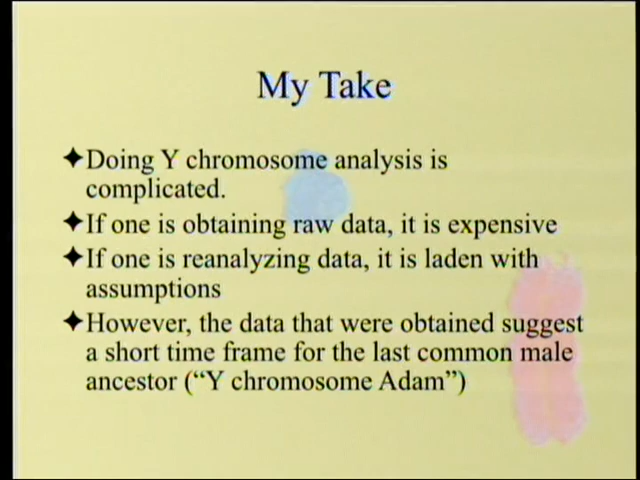 My Take
✦Doing Y chromosome analysis is
complicated.
✦If one is obtaining raw data, it is expensive
✦If one is reanalyzing data, it is laden with
assumptions
✦However, the data that were obtained suggest
a short time frame for the last common male
ancestor (“Y chromosome Adam”)